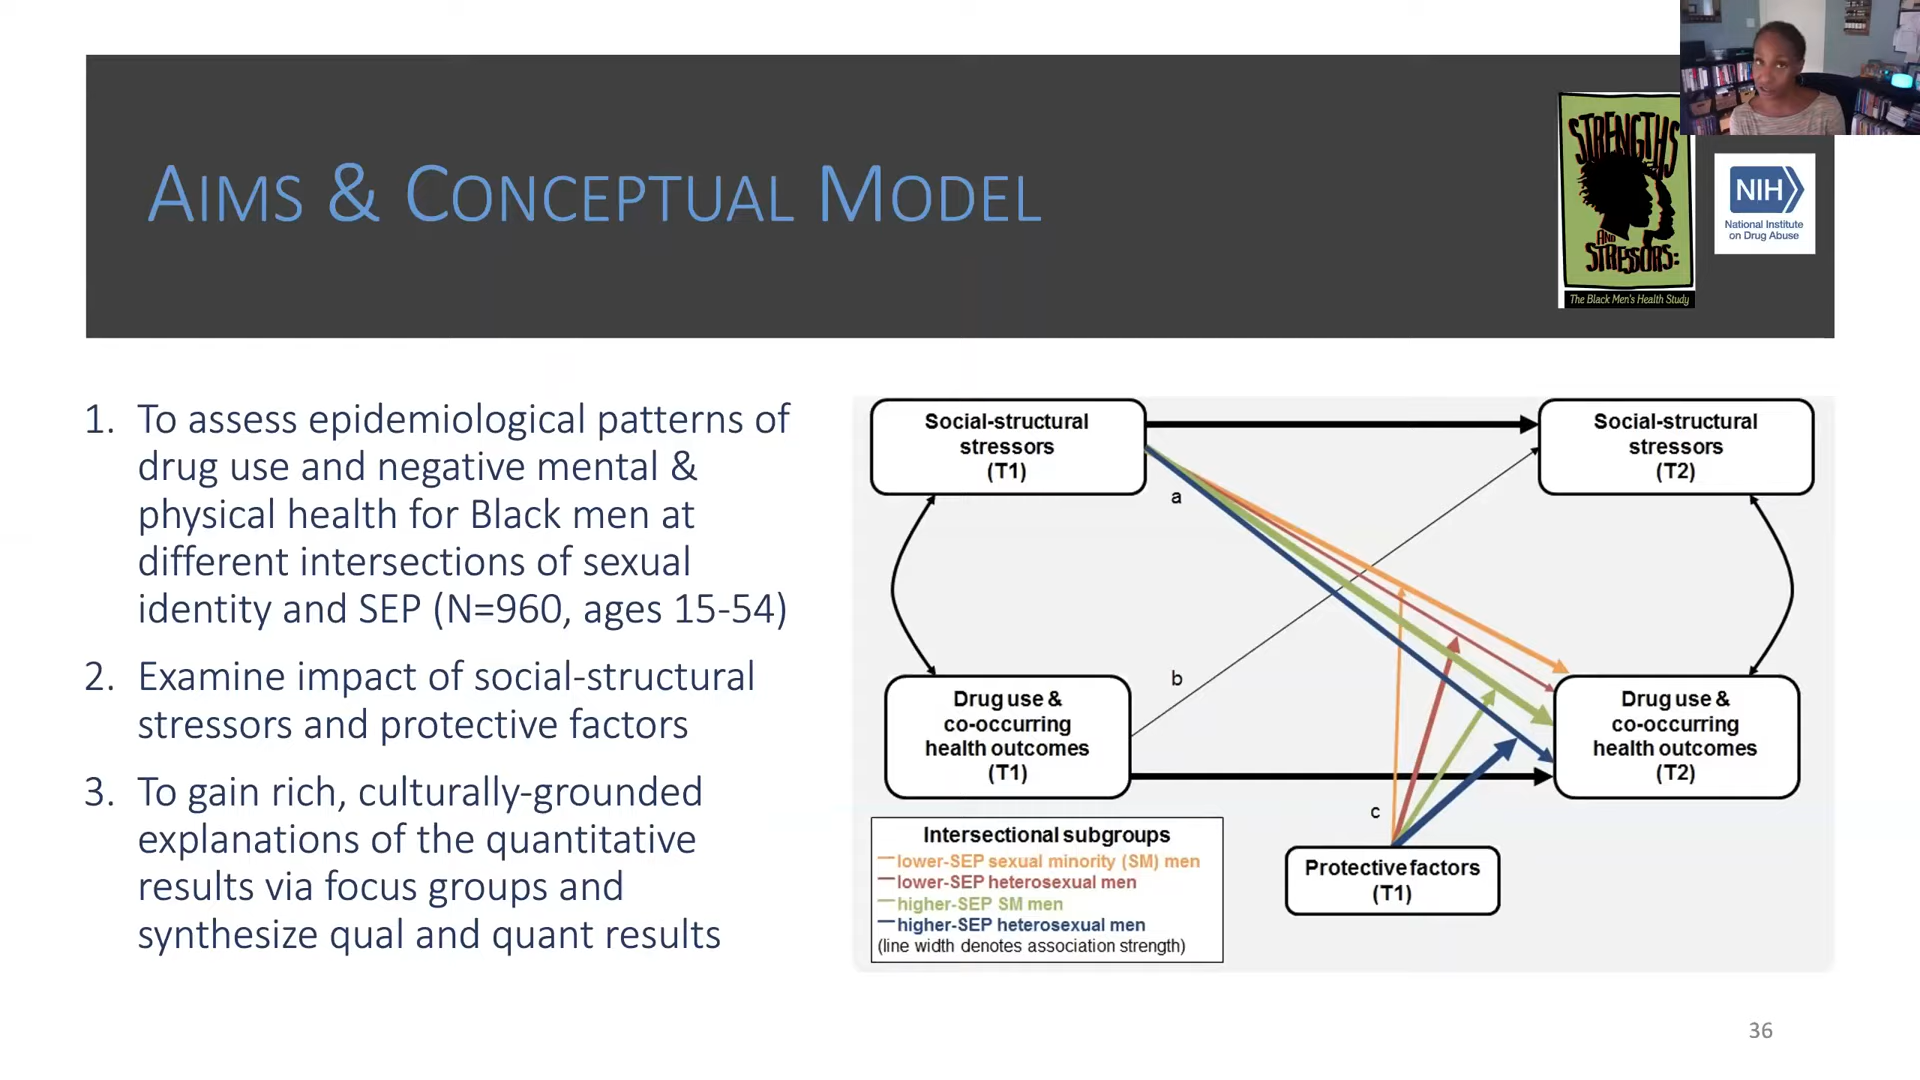 AIMS & CONCEPTUAL MODEL
STRENGTHS
AND
STRESSORS:
The Black Men's Health Study
NIH
National Institute
on Drug Abuse
1. To assess epidemiological patterns of
drug use and negative mental &
physical health for Black men at
different intersections of sexual
identity and SEP (N=960, ages 15-54)
2. Examine impact of social-structural
stressors and protective factors
3. To gain rich, culturally-grounded
explanations of the quantitative
results via focus groups and
synthesize qual and quant results
Social-structural
stressors
(T1)
Social-structural
stressors
(T2)
a
b
Drug use &
co-occurring
health outcomes
(T1)
Drug use &
co-occurring
health outcomes
(T2)
c
Intersectional subgroups
lower-SEP sexual minority (SM) men
lower-SEP heterosexual men
higher-SEP SM men
higher-SEP heterosexual men
(line width denotes association strength)
Protective factors
(T1)
36